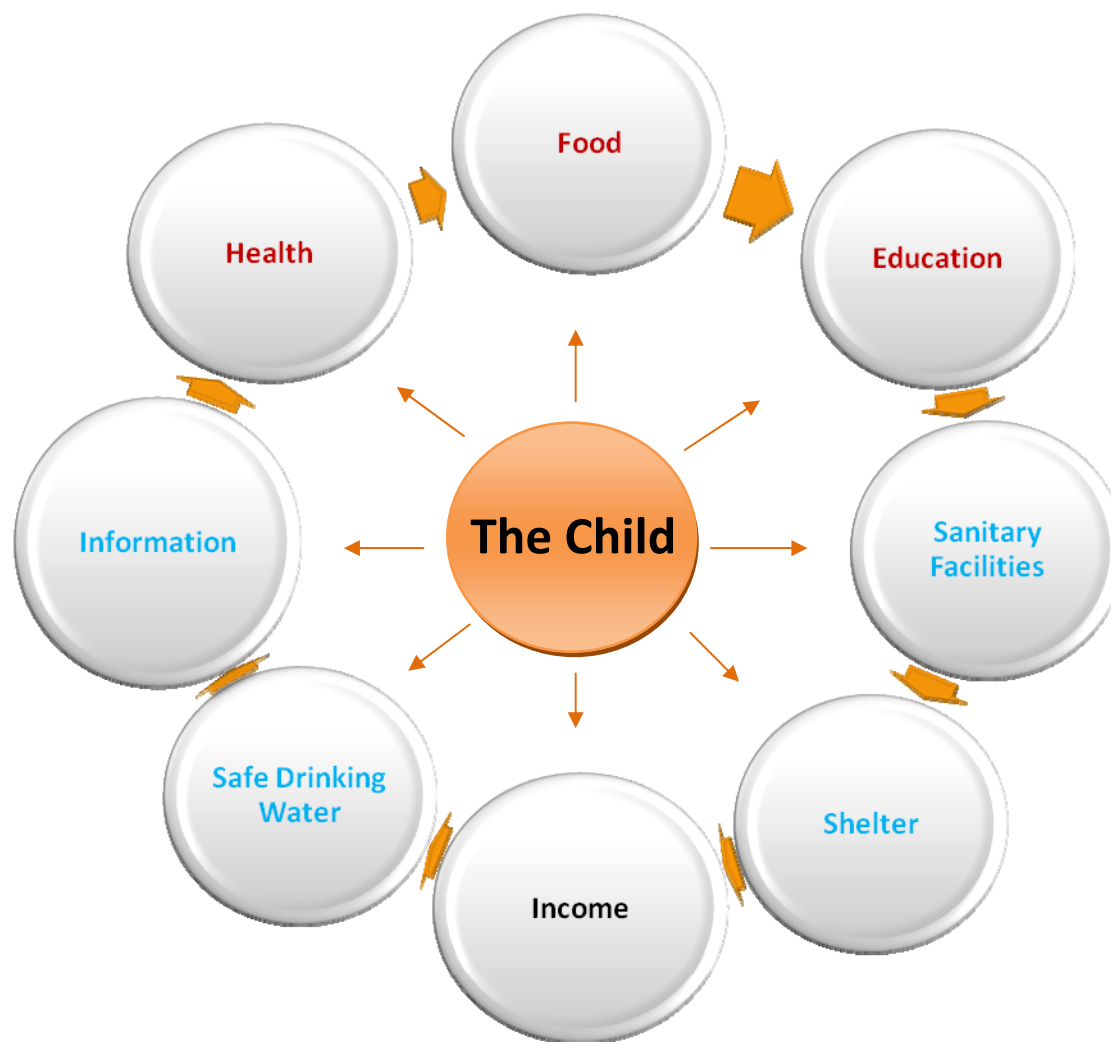 Food
Health
Education
The Child
Information
Sanitary
Facilities
Safe Drinking
Water
Shelter
Income